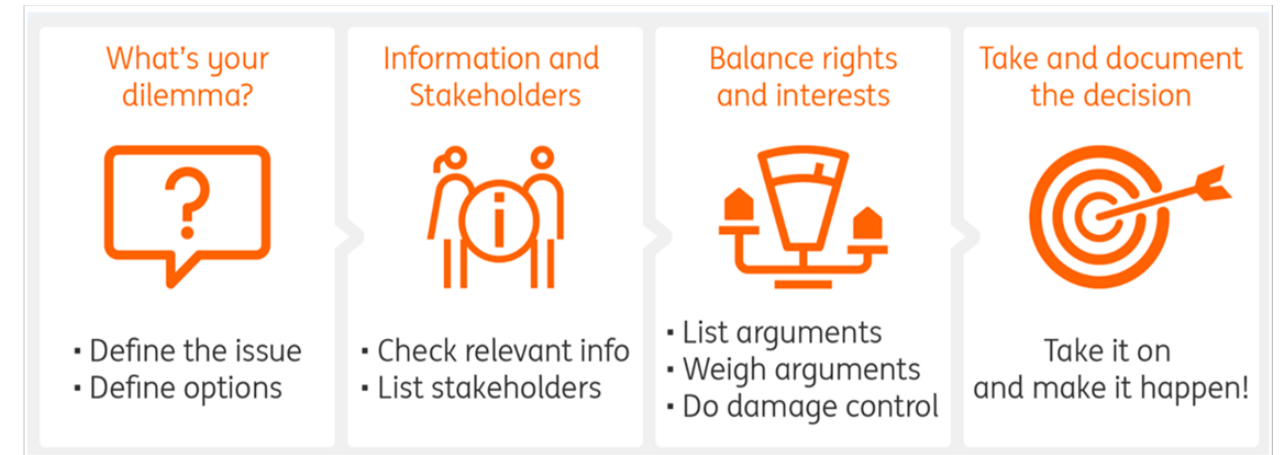 What's your
dilemma?
?
▪ Define the issue
▪ Define options
Information and
Stakeholders
i
▪ Check relevant info
▪ List stakeholders
Balance rights
and interests
▪ List arguments
▪ Weigh arguments
▪ Do damage control
Take and document
the decision
Take it on
and make it happen!